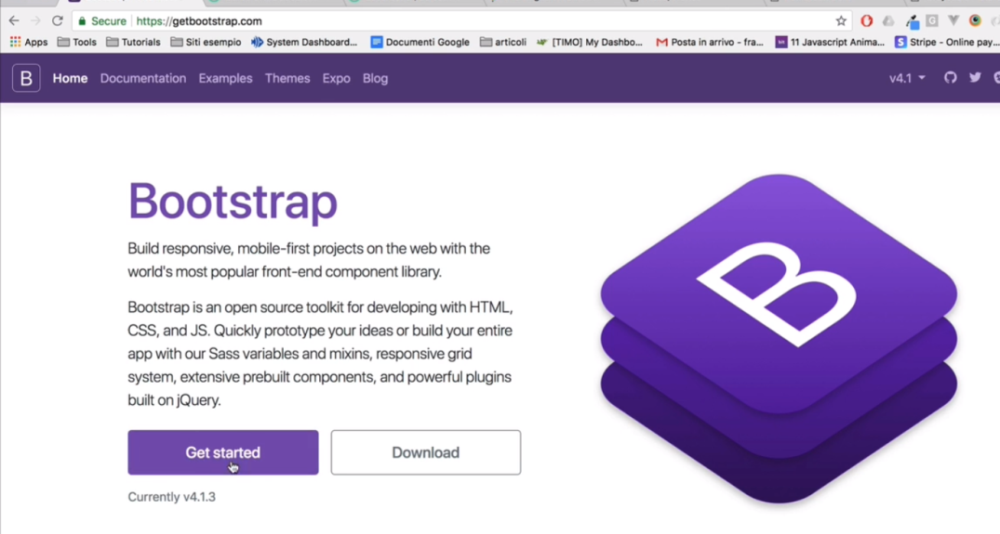 Secure https://getbootstrap.com
Apps Tools Tutorials Siti esempio System Dashboard... Documenti Google articoli [TIMO] My Dashbo... Posta in arrivo - fra... 11 Javascript Anima... Stripe - Online pay...
B Home Documentation Examples Themes Expo Blog v4.1
Bootstrap
Build responsive, mobile-first projects on the web with the
world's most popular front-end component library.
Bootstrap is an open source toolkit for developing with HTML,
CSS, and JS. Quickly prototype your ideas or build your entire
app with our Sass variables and mixins, responsive grid
system, extensive prebuilt components, and powerful plugins
built on jQuery.
B
Get started Download
Currently v4.1.3